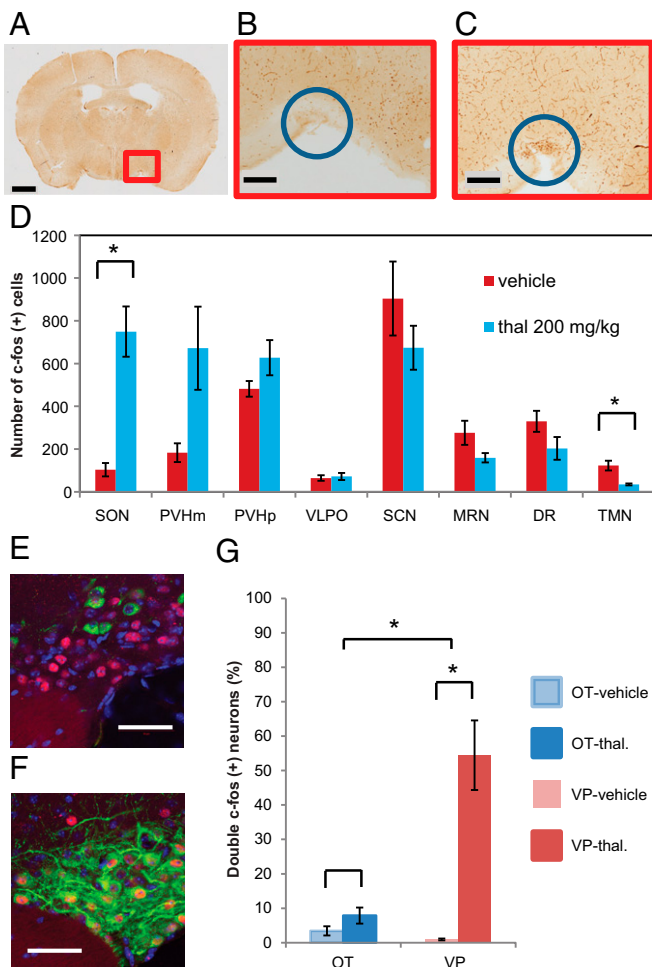 A
B
C
D
1200
1000
800
600
400
200
0
Number of c-fos (+) cells
*
*
vehicle
thal 200 mg/kg
SON PVHm PVHp VLPO SCN MRN DR TMN
E
F
G
100
90
80
70
60
50
40
30
20
10
0
Double c-fos (+) neurons (%)
*
*
OT-vehicle
OT-thal.
VP-vehicle
VP-thal.
OT VP